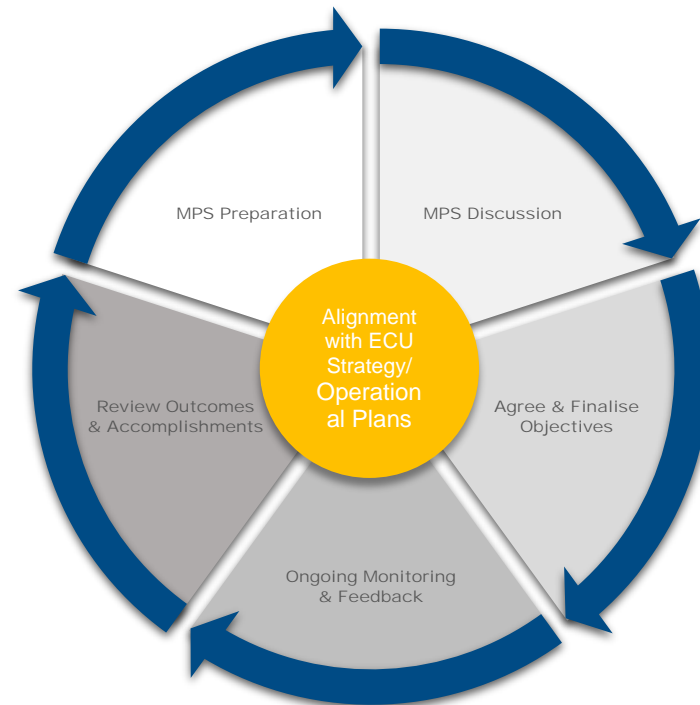 MPS Preparation
MPS Discussion
Alignment
with ECU
Strategy/
Operation
al Plans
Review Outcomes
& Accomplishments
Agree & Finalise
Objectives
Ongoing Monitoring
& Feedback